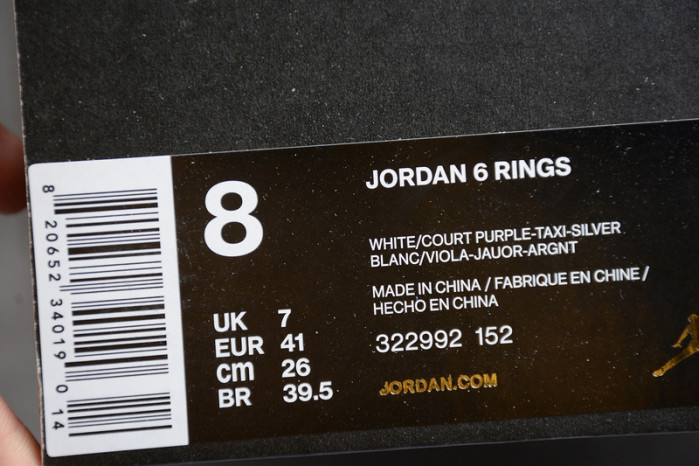 JORDAN 6 RINGS
8
WHITE/COURT PURPLE-TAXI-SILVER
BLANC/VIOLA-JAUOR-ARGNT
MADE IN CHINA / FABRIQUE EN CHINE /
HECHO EN CHINA
322992 152
JORDAN.COM
UK 7
EUR 41
cm 26
BR 39.5
8 20652 34019 0 14